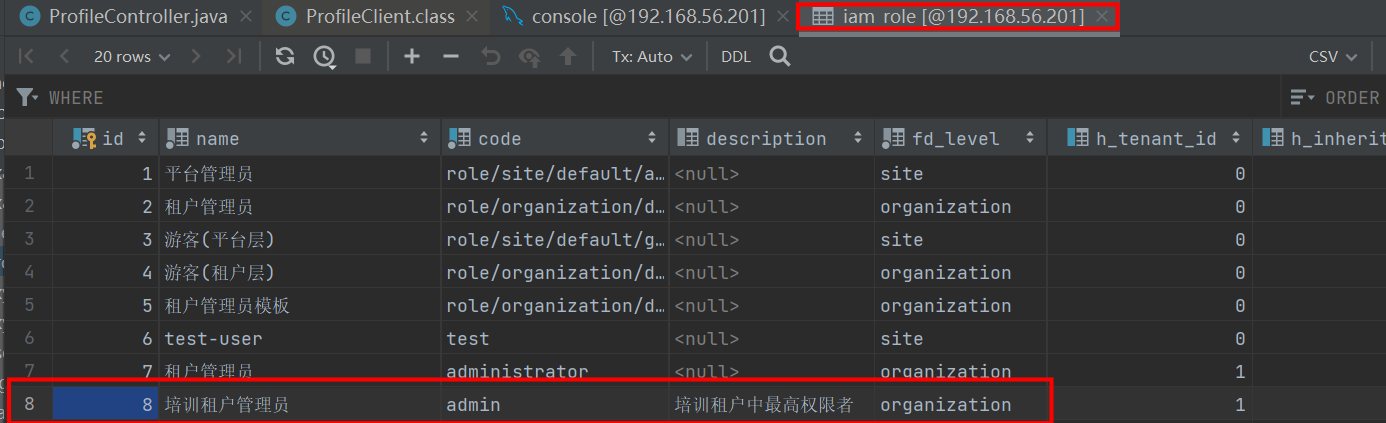 ProfileController.java ProfileClient.class console [@192.168.56.201] iam_role [@192.168.56.201]
20 rows Tx: Auto DDL CSV
WHERE ORDER
id name code description fd_level h_tenant_id h_inherit
1 1 平台管理员 role/site/default/a… <null> site 0
2 2 租户管理员 role/organization/d… <null> organization 0
3 3 游客(平台层) role/site/default/g… <null> site 0
4 4 游客(租户层) role/organization/d… <null> organization 0
5 5 租户管理员模板 role/organization/d… <null> organization 0
6 6 test-user test <null> site 0
7 7 租户管理员 administrator <null> organization 1
8 8 培训租户管理员 admin 培训租户中最高权限者 organization 1